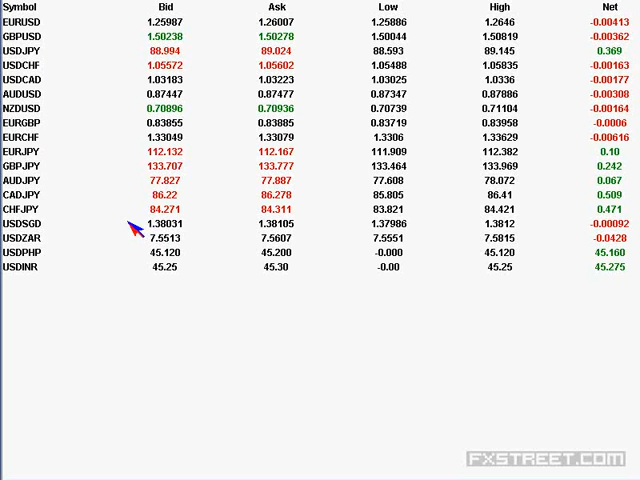 Symbol Bid Ask Low High Net
EURUSD 1.25987 1.26007 1.25886 1.2646 -0.00413
GBPUSD 1.50238 1.50278 1.50044 1.50819 -0.00362
USDJPY 88.994 89.024 88.593 89.145 0.369
USDCHF 1.05572 1.05602 1.05488 1.05835 -0.00163
USDCAD 1.03183 1.03223 1.03025 1.0336 -0.00177
AUDUSD 0.87447 0.87477 0.87347 0.87886 -0.00308
NZDUSD 0.70896 0.70936 0.70739 0.71104 -0.00164
EURGBP 0.83855 0.83885 0.83719 0.83958 -0.0006
EURCHF 1.33049 1.33079 1.3306 1.33629 -0.00616
EURJPY 112.132 112.167 111.909 112.382 0.10
GBPJPY 133.707 133.777 133.464 133.969 0.242
AUDJPY 77.827 77.887 77.608 78.072 0.067
CADJPY 86.22 86.278 85.805 86.41 0.509
CHFJPY 84.271 84.311 83.821 84.421 0.471
USDSGD 1.38031 1.38105 1.37986 1.3812 -0.00092
USDZAR 7.5513 7.5607 7.5551 7.5815 -0.0428
USDPHP 45.120 45.200 -0.000 45.120 45.160
USDINR 45.25 45.30 -0.00 45.25 45.275
FXSTREET.COM